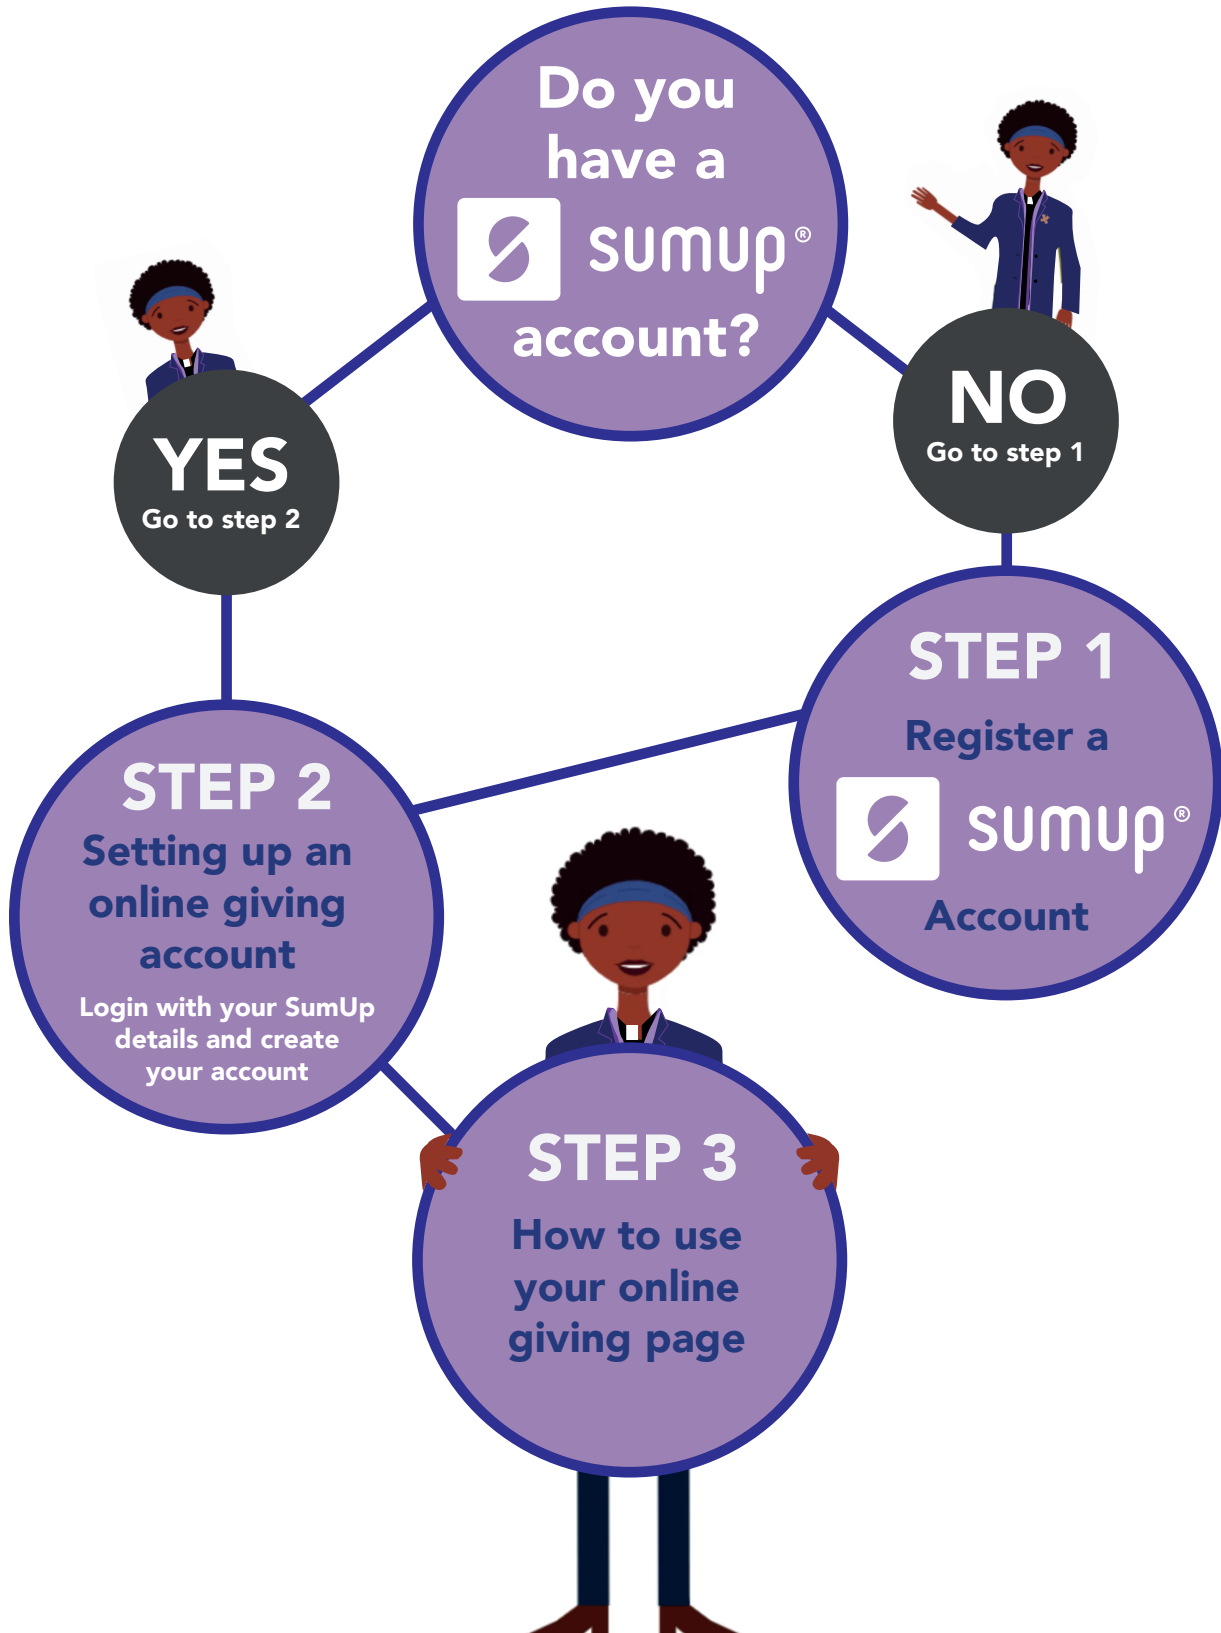 Do you
have a
sumup®
account?
YES
Go to step 2
NO
Go to step 1
STEP 1
Register a
sumup®
Account
STEP 2
Setting up an
online giving
account
Login with your SumUp
details and create
your account
STEP 3
How to use
your online
giving page